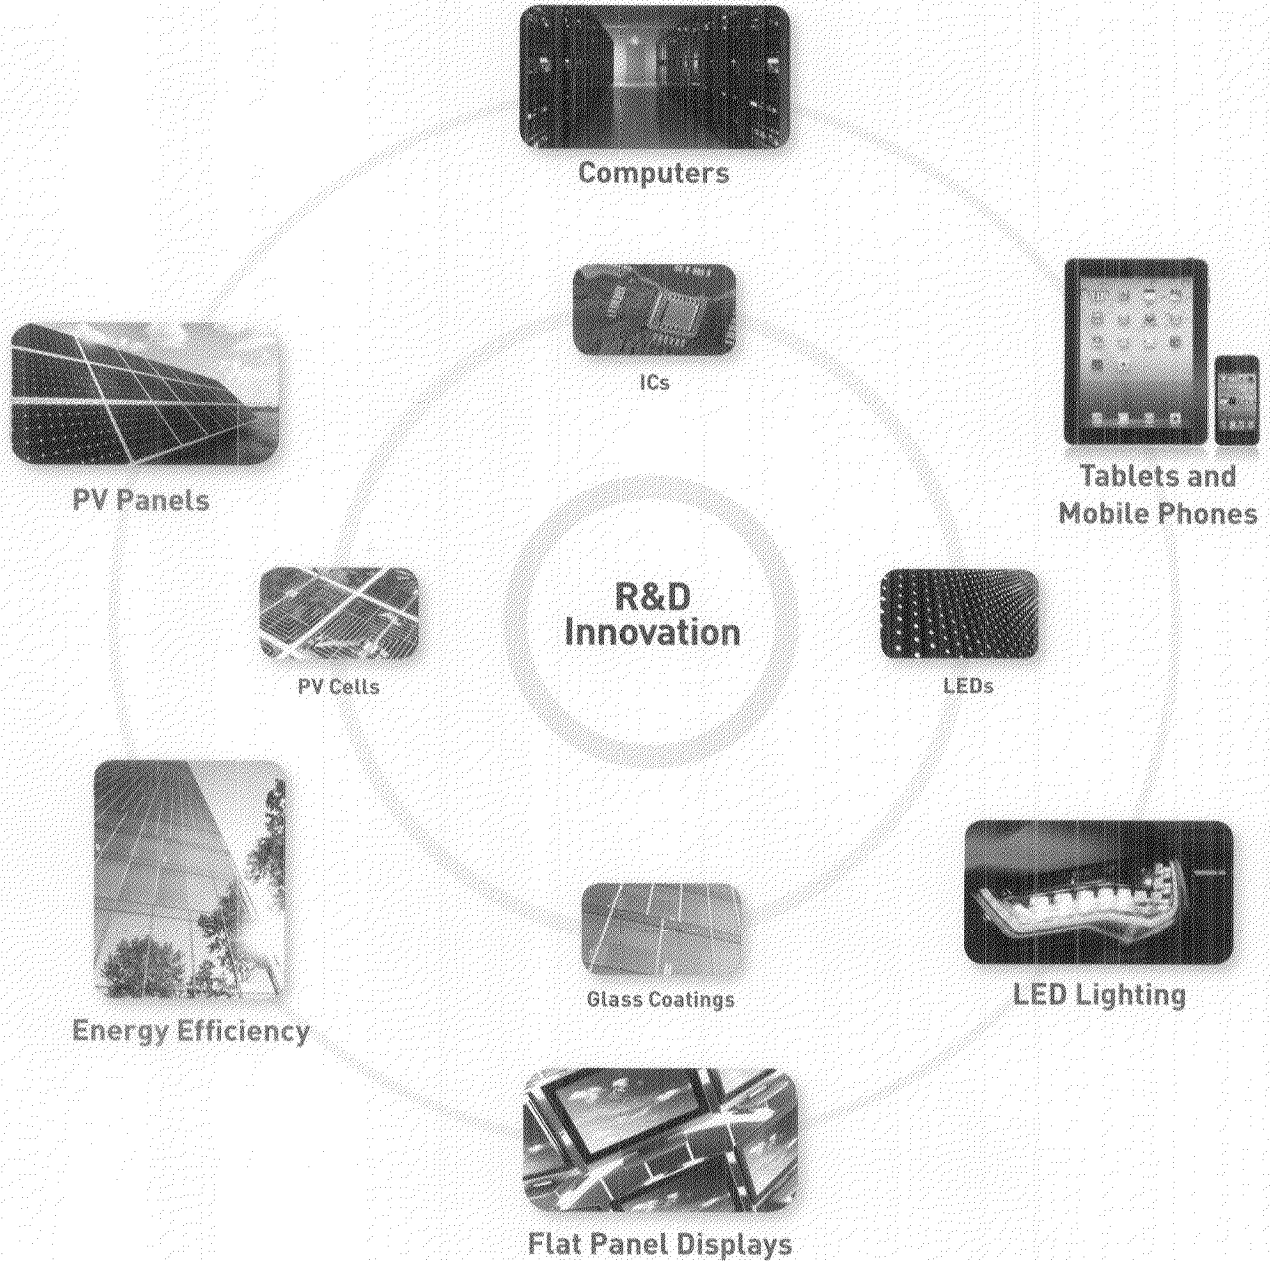 Computers
ICs
Tablets and
Mobile Phones
PV Panels
R&D
Innovation
PV Cells
LEDs
Glass Coatings
LED Lighting
Energy Efficiency
Flat Panel Displays